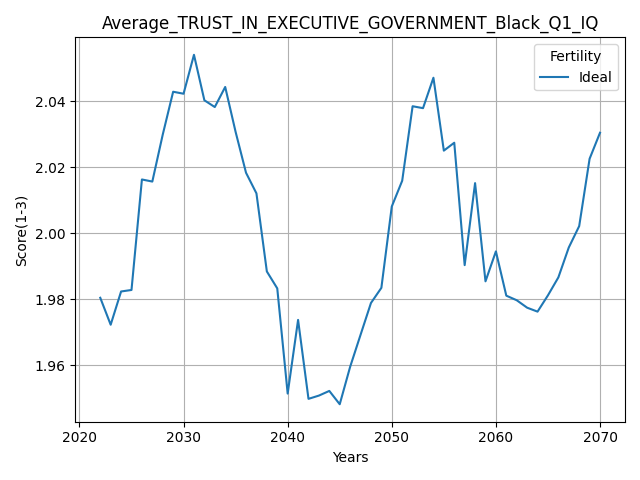 Average_TRUST_IN_EXECUTIVE_GOVERNMENT_Black_Q1_IQ
Fertility
Ideal
Score(1-3)
2.04
2.02
2.00
1.98
1.96
2020 2030 2040 2050 2060 2070
Years